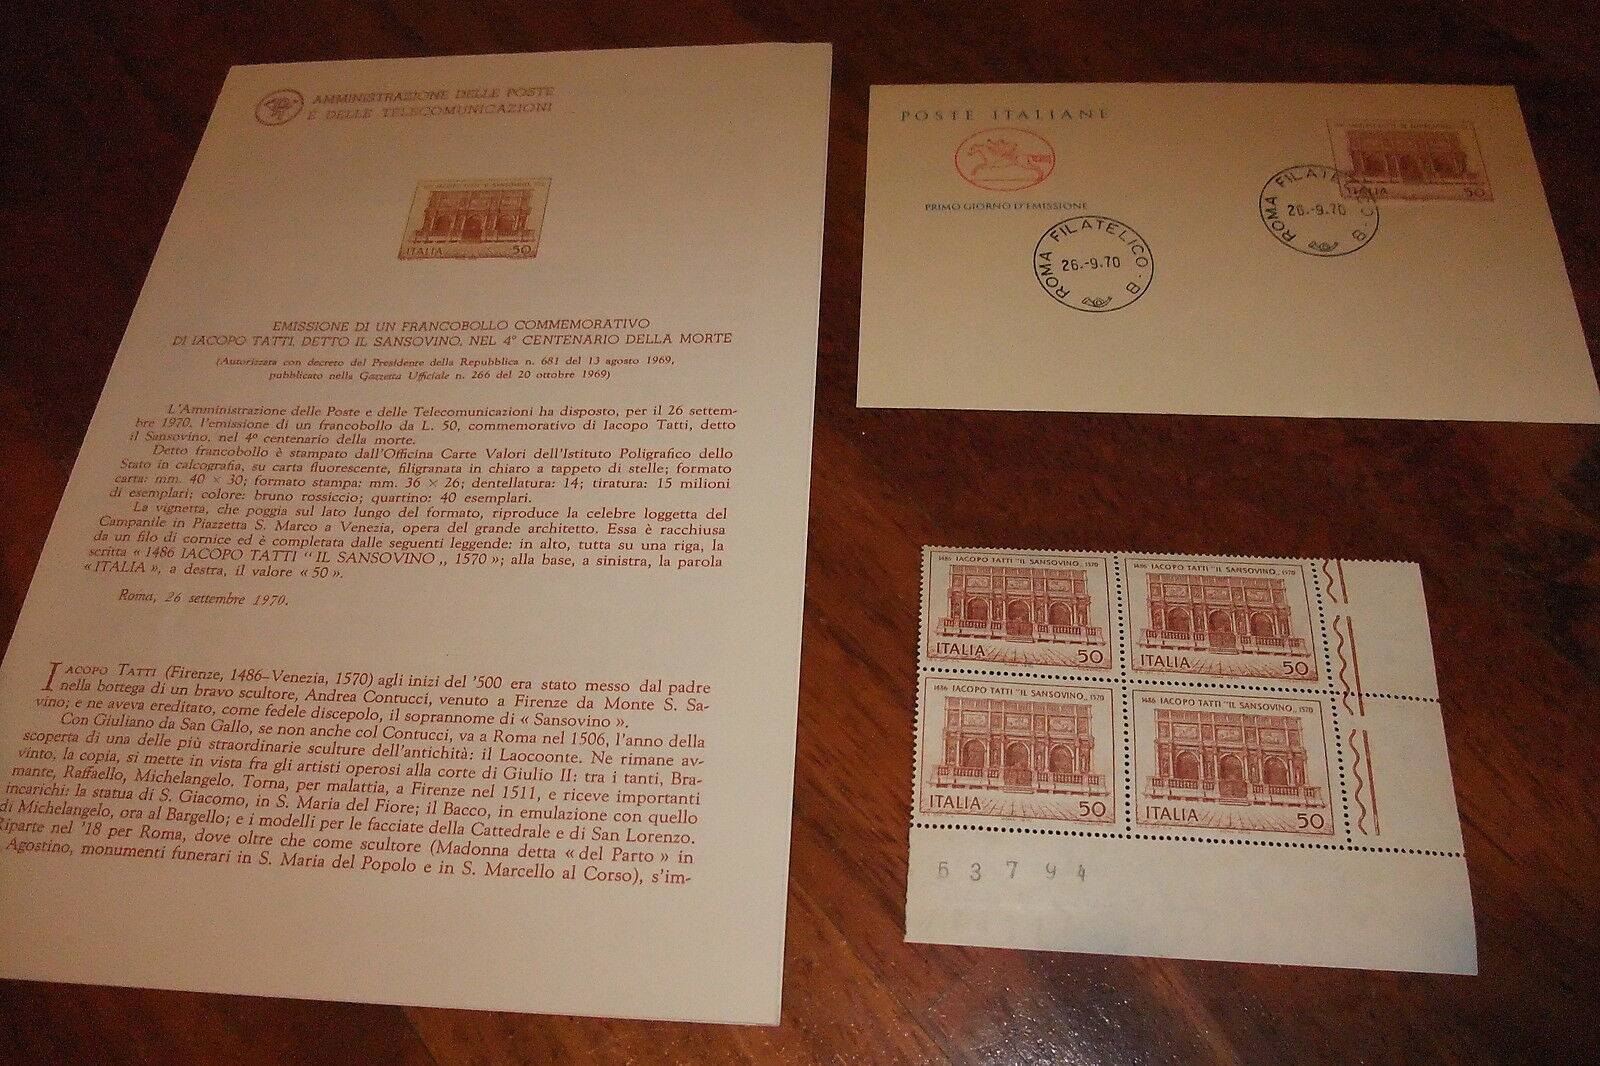 AMMINISTRAZIONE DELLE POSTE
E DELLE TELECOMUNICAZIONI
ITALIA 50
EMISSIONE DI UN FRANCOBOLLO COMMEMORATIVO
DI IACOPO TATTI, DETTO IL SANSOVINO, NEL 4° CENTENARIO DELLA MORTE
(Autorizzata con decreto del Presidente della Repubblica n. 681 del 13 agosto 1969,
pubblicato nella Gazzetta Ufficiale n. 266 del 20 ottobre 1969)
L'Amministrazione delle Poste e delle Telecomunicazioni ha disposto, per il 26 settem-
bre 1970, l'emissione di un francobollo da L. 50, commemorativo di Iacopo Tatti, detto
il Sansovino, nel 4° centenario della morte.
Detto francobollo è stampato dall'Officina Carte Valori dell'Istituto Poligrafico dello
Stato in calcografia, su carta fluorescente, filigranata in chiaro a tappeto di stelle; formato
carta: mm. 40 × 30; formato stampa: mm. 36 × 26; dentellatura: 14; tiratura: 15 milioni
di esemplari; colore: bruno rossiccio; quartino: 40 esemplari.
La vignetta, che poggia sul lato lungo del formato, riproduce la celebre loggetta del
Campanile in Piazzetta S. Marco a Venezia, opera del grande architetto. Essa è racchiusa
da un filo di cornice ed è completata dalle seguenti leggende: in alto, tutta su una riga, la
scritta « 1486 IACOPO TATTI “ IL SANSOVINO „ 1570 »; alla base, a sinistra, la parola
« ITALIA », a destra, il valore « 50 ».
Roma, 26 settembre 1970.
IACOPO TATTI (Firenze, 1486–Venezia, 1570) agli inizi del '500 era stato messo dal padre
nella bottega di un bravo scultore, Andrea Contucci, venuto a Firenze da Monte S. Sa-
vino; e ne aveva ereditato, come fedele discepolo, il soprannome di « Sansovino ».
Con Giuliano da San Gallo, se non anche col Contucci, va a Roma nel 1506, l'anno della
scoperta di una delle più straordinarie sculture dell'antichità: il Laocoonte. Ne rimane av-
vinto, la copia, si mette in vista fra gli artisti operosi alla corte di Giulio II: tra i tanti, Bra-
mante, Raffaello, Michelangelo. Torna, per malattia, a Firenze nel 1511, e riceve importanti
incarichi: la statua di S. Giacomo, in S. Maria del Fiore; il Bacco, in emulazione con quello
di Michelangelo, ora al Bargello; e i modelli per le facciate della Cattedrale e di San Lorenzo.
Riparte nel '18 per Roma, dove oltre che come scultore (Madonna detta « del Parto » in
Agostino, monumenti funerari in S. Maria del Popolo e in S. Marcello al Corso), s'im-
POSTE ITALIANE
PRIMO GIORNO D'EMISSIONE
ROMA FILATELICO · 8
26.-9.70
ROMA FILATELICO · 8
26.-9.70
ITALIA 50
1486 IACOPO TATTI "IL SANSOVINO„ 1570
ITALIA 50
1486 IACOPO TATTI "IL SANSOVINO„ 1570
ITALIA 50
1486 IACOPO TATTI "IL SANSOVINO„ 1570
ITALIA 50
1486 IACOPO TATTI "IL SANSOVINO„ 1570
ITALIA 50
63794